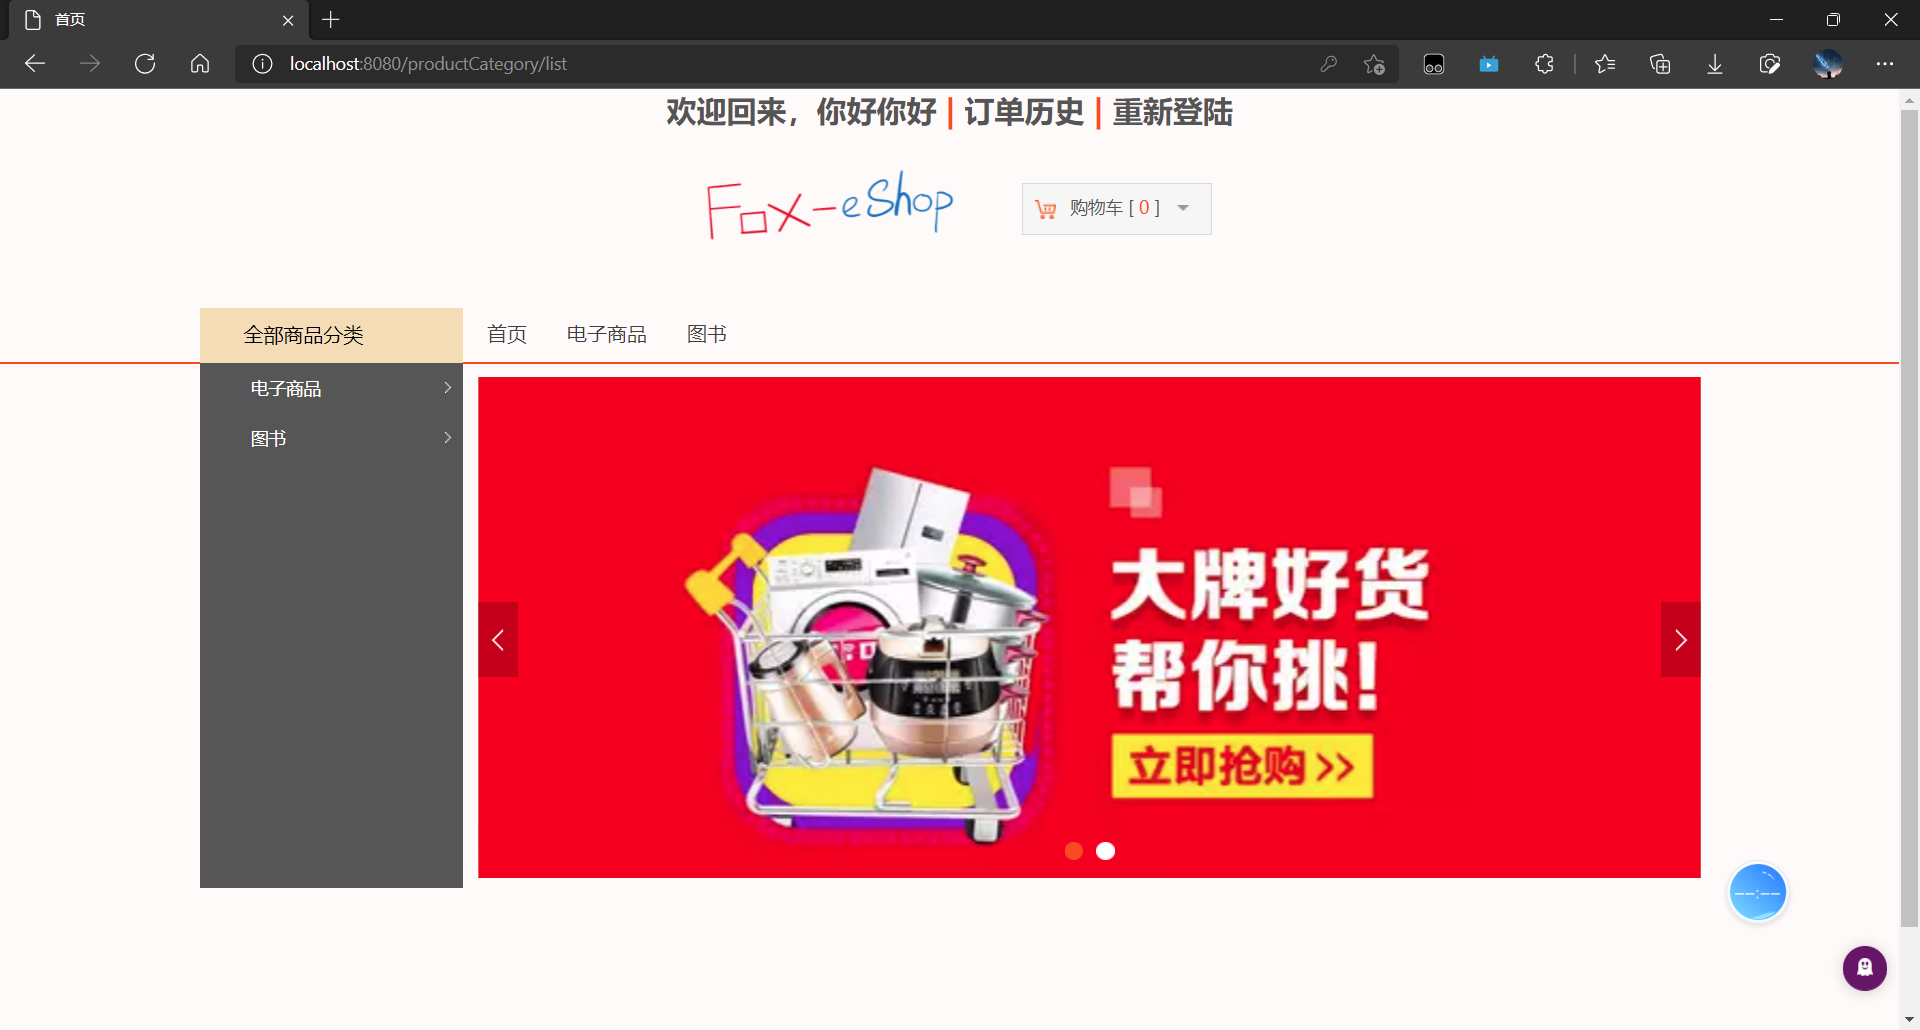 首页
localhost:8080/productCategory/list
欢迎回来，你好你好 | 订单历史 | 重新登陆
Fox-eShop
购物车 [ 0 ]
全部商品分类
首页 电子商品 图书
电子商品
图书
大牌好货
帮你挑!
立即抢购 >>
--:--